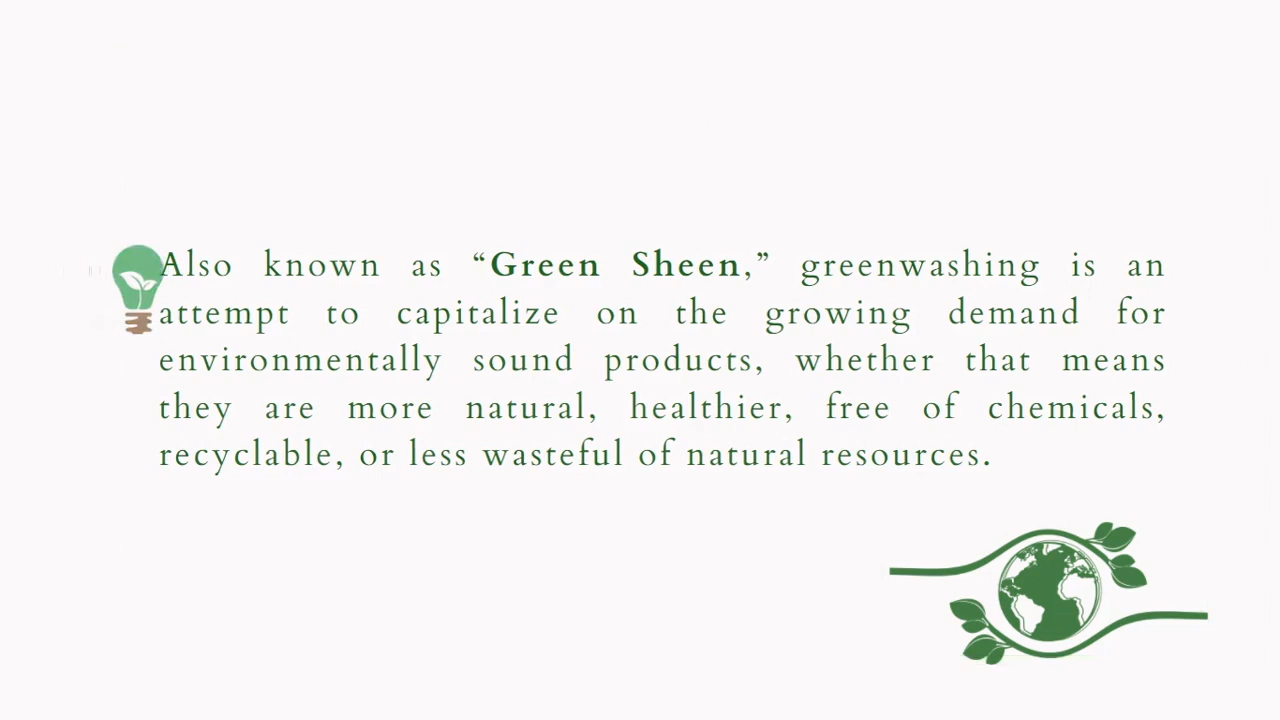 Also known as “Green Sheen,” greenwashing is an
attempt to capitalize on the growing demand for
environmentally sound products, whether that means
they are more natural, healthier, free of chemicals,
recyclable, or less wasteful of natural resources.